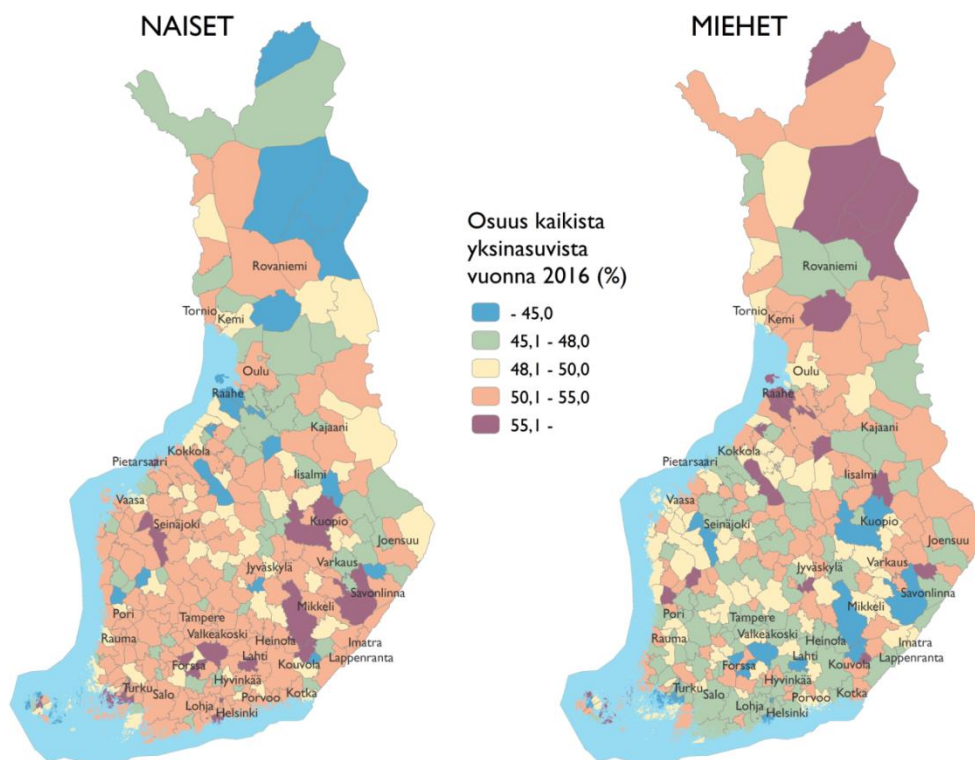 NAISET
MIEHET
Osuus kaikista
yksinasuvista
vuonna 2016 (%)
- 45,0
45,1 - 48,0
48,1 - 50,0
50,1 - 55,0
55,1 -
Rovaniemi
Tornio
Kemi
Oulu
Raahe
Kajaani
Kokkola
Pietarsaari
Iisalmi
Vaasa
Seinäjoki
Kuopio
Joensuu
Jyväskylä
Varkaus
Savonlinna
Mikkeli
Pori
Tampere
Rauma
Valkeakoski
Heinola
Imatra
Lappenranta
Forssa
Lahti
Kouvola
Hyvinkää
Turku
Salo
Porvoo
Kotka
Lohja
Helsinki
Rovaniemi
Tornio
Kemi
Oulu
Raahe
Kajaani
Kokkola
Pietarsaari
Iisalmi
Vaasa
Seinäjoki
Kuopio
Joensuu
Jyväskylä
Varkaus
Savonlinna
Mikkeli
Pori
Tampere
Rauma
Valkeakoski
Heinola
Imatra
Lappenranta
Forssa
Lahti
Kouvola
Hyvinkää
Turku
Salo
Porvoo
Kotka
Lohja
Helsinki